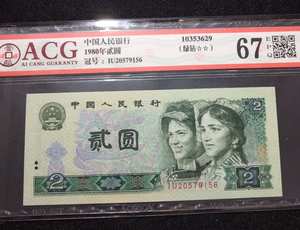 ACG
AI CANG GUARANTY
中国人民银行
1980年贰圆
冠号:IU20579156
10353629
(绿钻☆☆)
67 EPQ
中国人民银行
贰圆
2
2
IU20579156